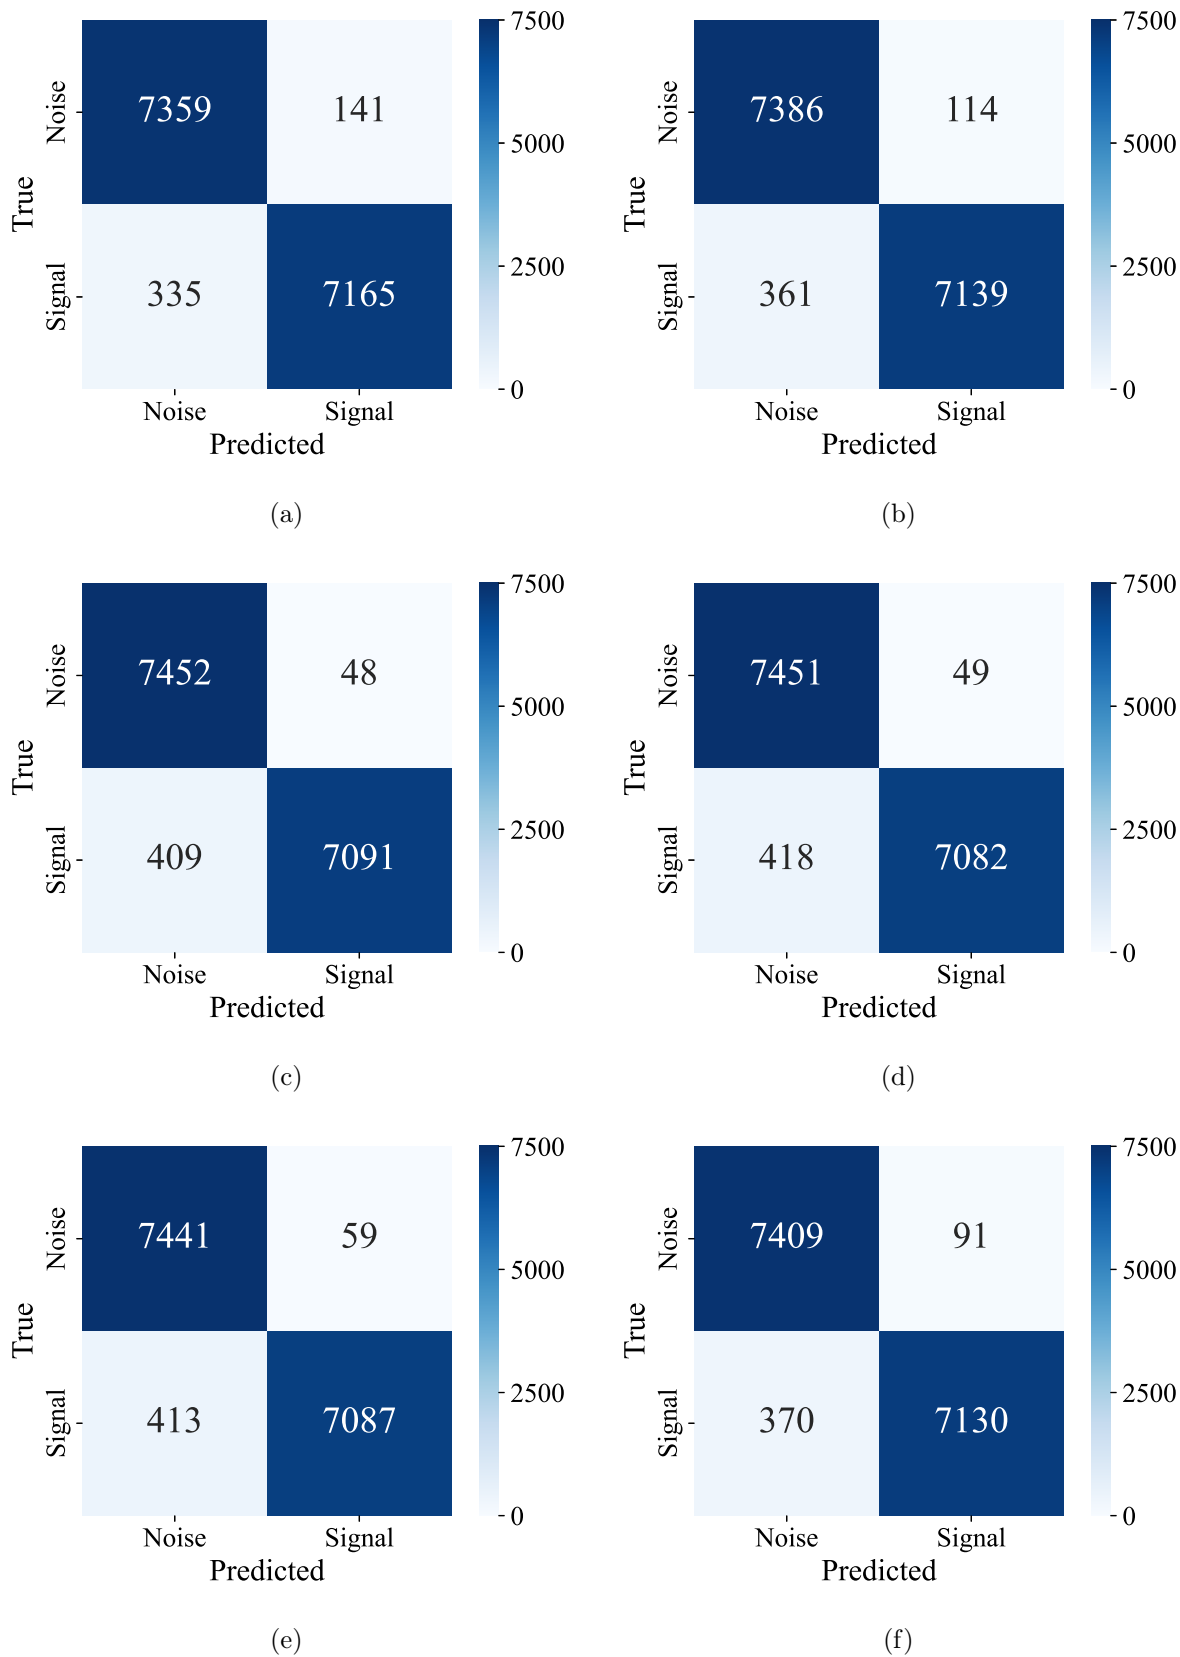 7500
5000
2500
0
Noise
Signal
True
7359 141
335 7165
Noise Signal
Predicted
(a)
7500
5000
2500
0
Noise
Signal
True
7386 114
361 7139
Noise Signal
Predicted
(b)
7500
5000
2500
0
Noise
Signal
True
7452 48
409 7091
Noise Signal
Predicted
(c)
7500
5000
2500
0
Noise
Signal
True
7451 49
418 7082
Noise Signal
Predicted
(d)
7500
5000
2500
0
Noise
Signal
True
7441 59
413 7087
Noise Signal
Predicted
(e)
7500
5000
2500
0
Noise
Signal
True
7409 91
370 7130
Noise Signal
Predicted
(f)